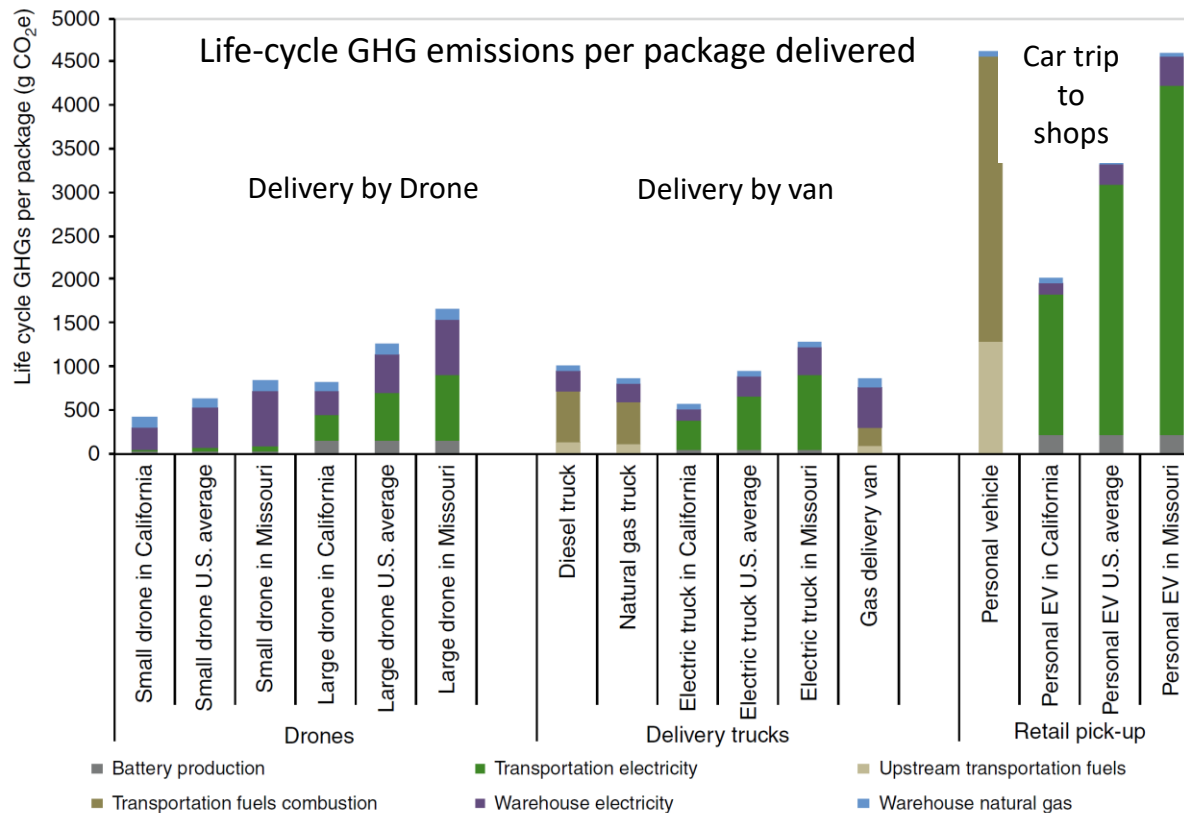 Life-cycle GHG emissions per package delivered
Car trip
to
shops
Delivery by Drone
Delivery by van
Life cycle GHGs per package (g CO₂e)
5000
4500
4000
3500
3000
2500
2000
1500
1000
500
0
Small drone in California
Small drone U.S. average
Small drone in Missouri
Large drone in California
Large drone U.S. average
Large drone in Missouri
Diesel truck
Natural gas truck
Electric truck in California
Electric truck U.S. average
Electric truck in Missouri
Gas delivery van
Personal vehicle
Personal EV in California
Personal EV U.S. average
Personal EV in Missouri
Drones
Delivery trucks
Retail pick-up
Battery production
Transportation electricity
Upstream transportation fuels
Transportation fuels combustion
Warehouse electricity
Warehouse natural gas